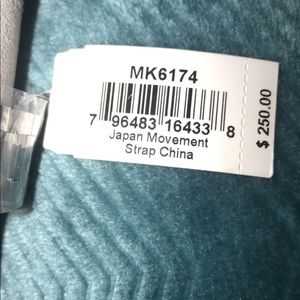 MK6174
7 96483 16433 8
Japan Movement
Strap China
$ 250.00